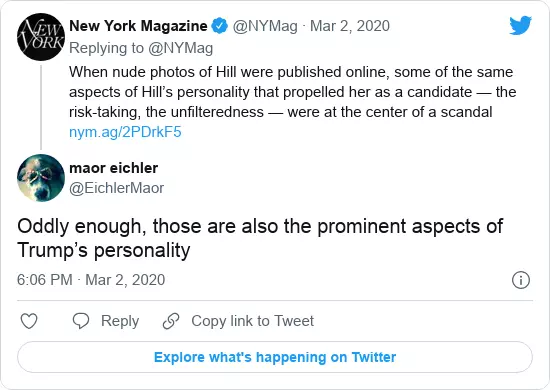 NEW YORK
New York Magazine @NYMag · Mar 2, 2020
Replying to @NYMag
When nude photos of Hill were published online, some of the same
aspects of Hill’s personality that propelled her as a candidate — the
risk-taking, the unfilteredness — were at the center of a scandal
nym.ag/2PDrkF5
maor eichler
@EichlerMaor
Oddly enough, those are also the prominent aspects of
Trump’s personality
6:06 PM · Mar 2, 2020
Reply Copy link to Tweet
Explore what's happening on Twitter